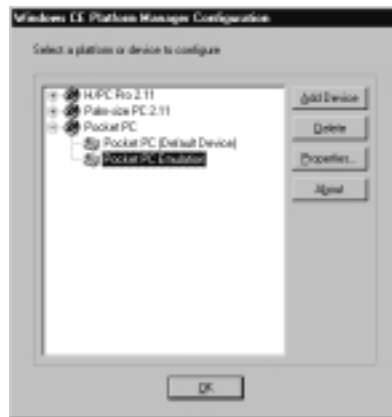 Windows CE Platform Manager Configuration
Select a platform or device to configure
H/PC Pro 2.11
Palm-size PC 2.11
Pocket PC
Pocket PC (Default Device)
Pocket PC Emulation
Add Device
Delete
Properties...
About
OK